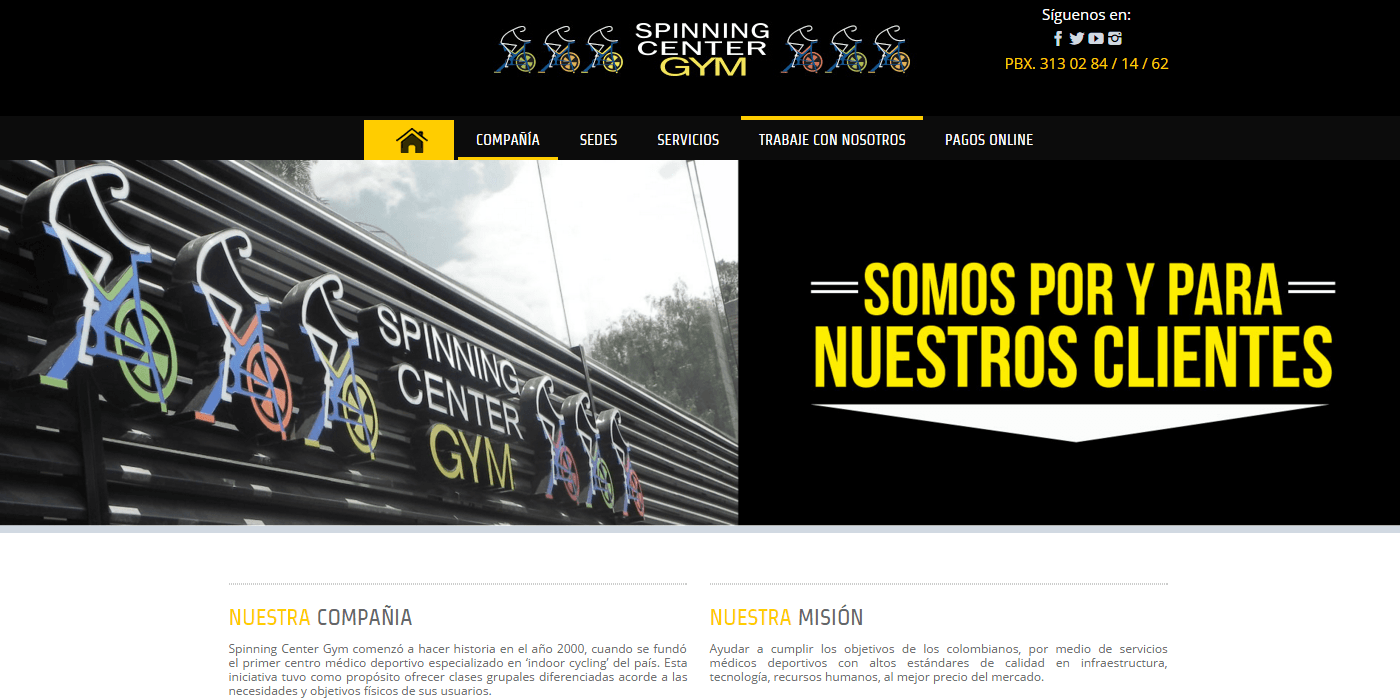 SPINNING
CENTER
GYM
Síguenos en:
PBX. 313 02 84 / 14 / 62
COMPAÑÍA
SEDES
SERVICIOS
TRABAJE CON NOSOTROS
PAGOS ONLINE
SPINNING
CENTER
GYM
SOMOS POR Y PARA
NUESTROS CLIENTES
NUESTRA COMPAÑIA
Spinning Center Gym comenzó a hacer historia en el año 2000, cuando se fundó
el primer centro médico deportivo especializado en ‘indoor cycling’ del país. Esta
iniciativa tuvo como propósito ofrecer clases grupales diferenciadas acorde a las
necesidades y objetivos físicos de sus usuarios.
NUESTRA MISIÓN
Ayudar a cumplir los objetivos de los colombianos, por medio de servicios
médicos deportivos con altos estándares de calidad en infraestructura,
tecnología, recursos humanos, al mejor precio del mercado.